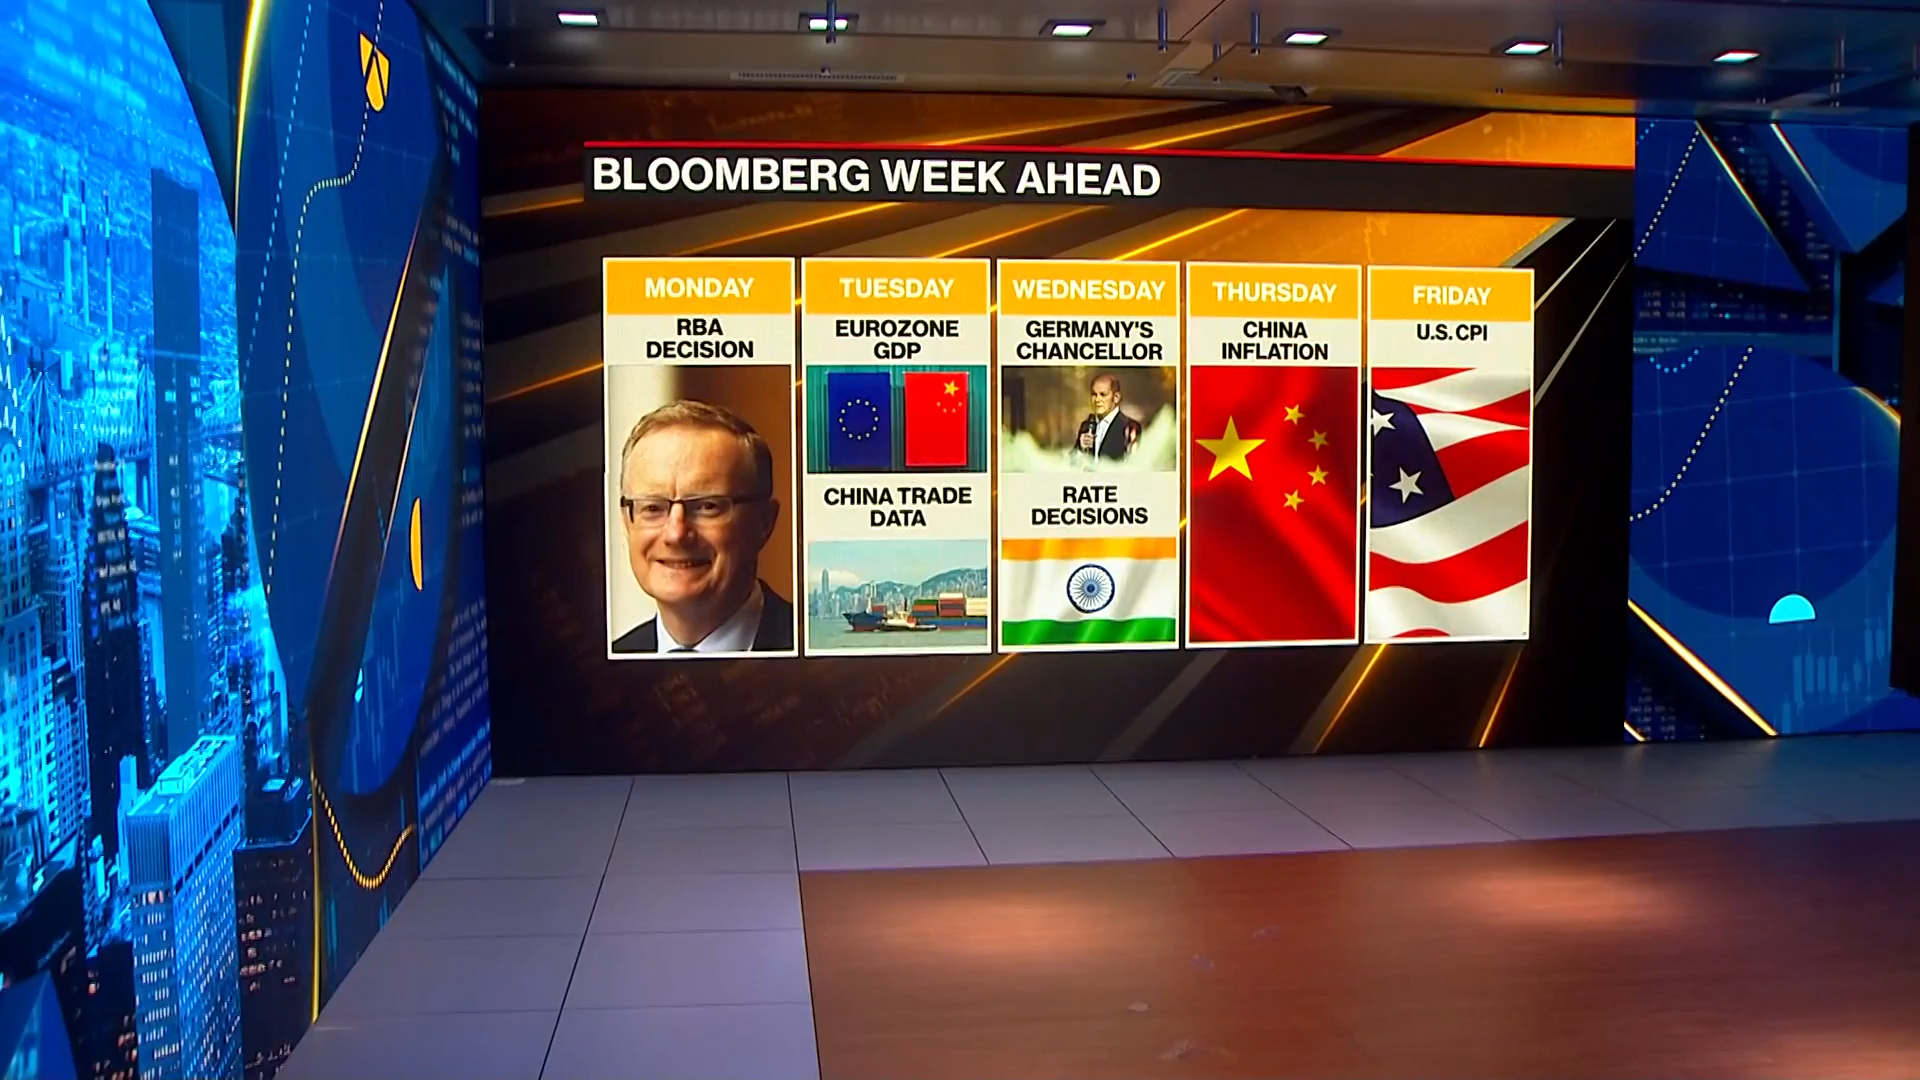 BLOOMBERG WEEK AHEAD
MONDAY
RBA
DECISION
TUESDAY
EUROZONE
GDP
CHINA TRADE
DATA
WEDNESDAY
GERMANY'S
CHANCELLOR
RATE
DECISIONS
THURSDAY
CHINA
INFLATION
FRIDAY
U.S. CPI